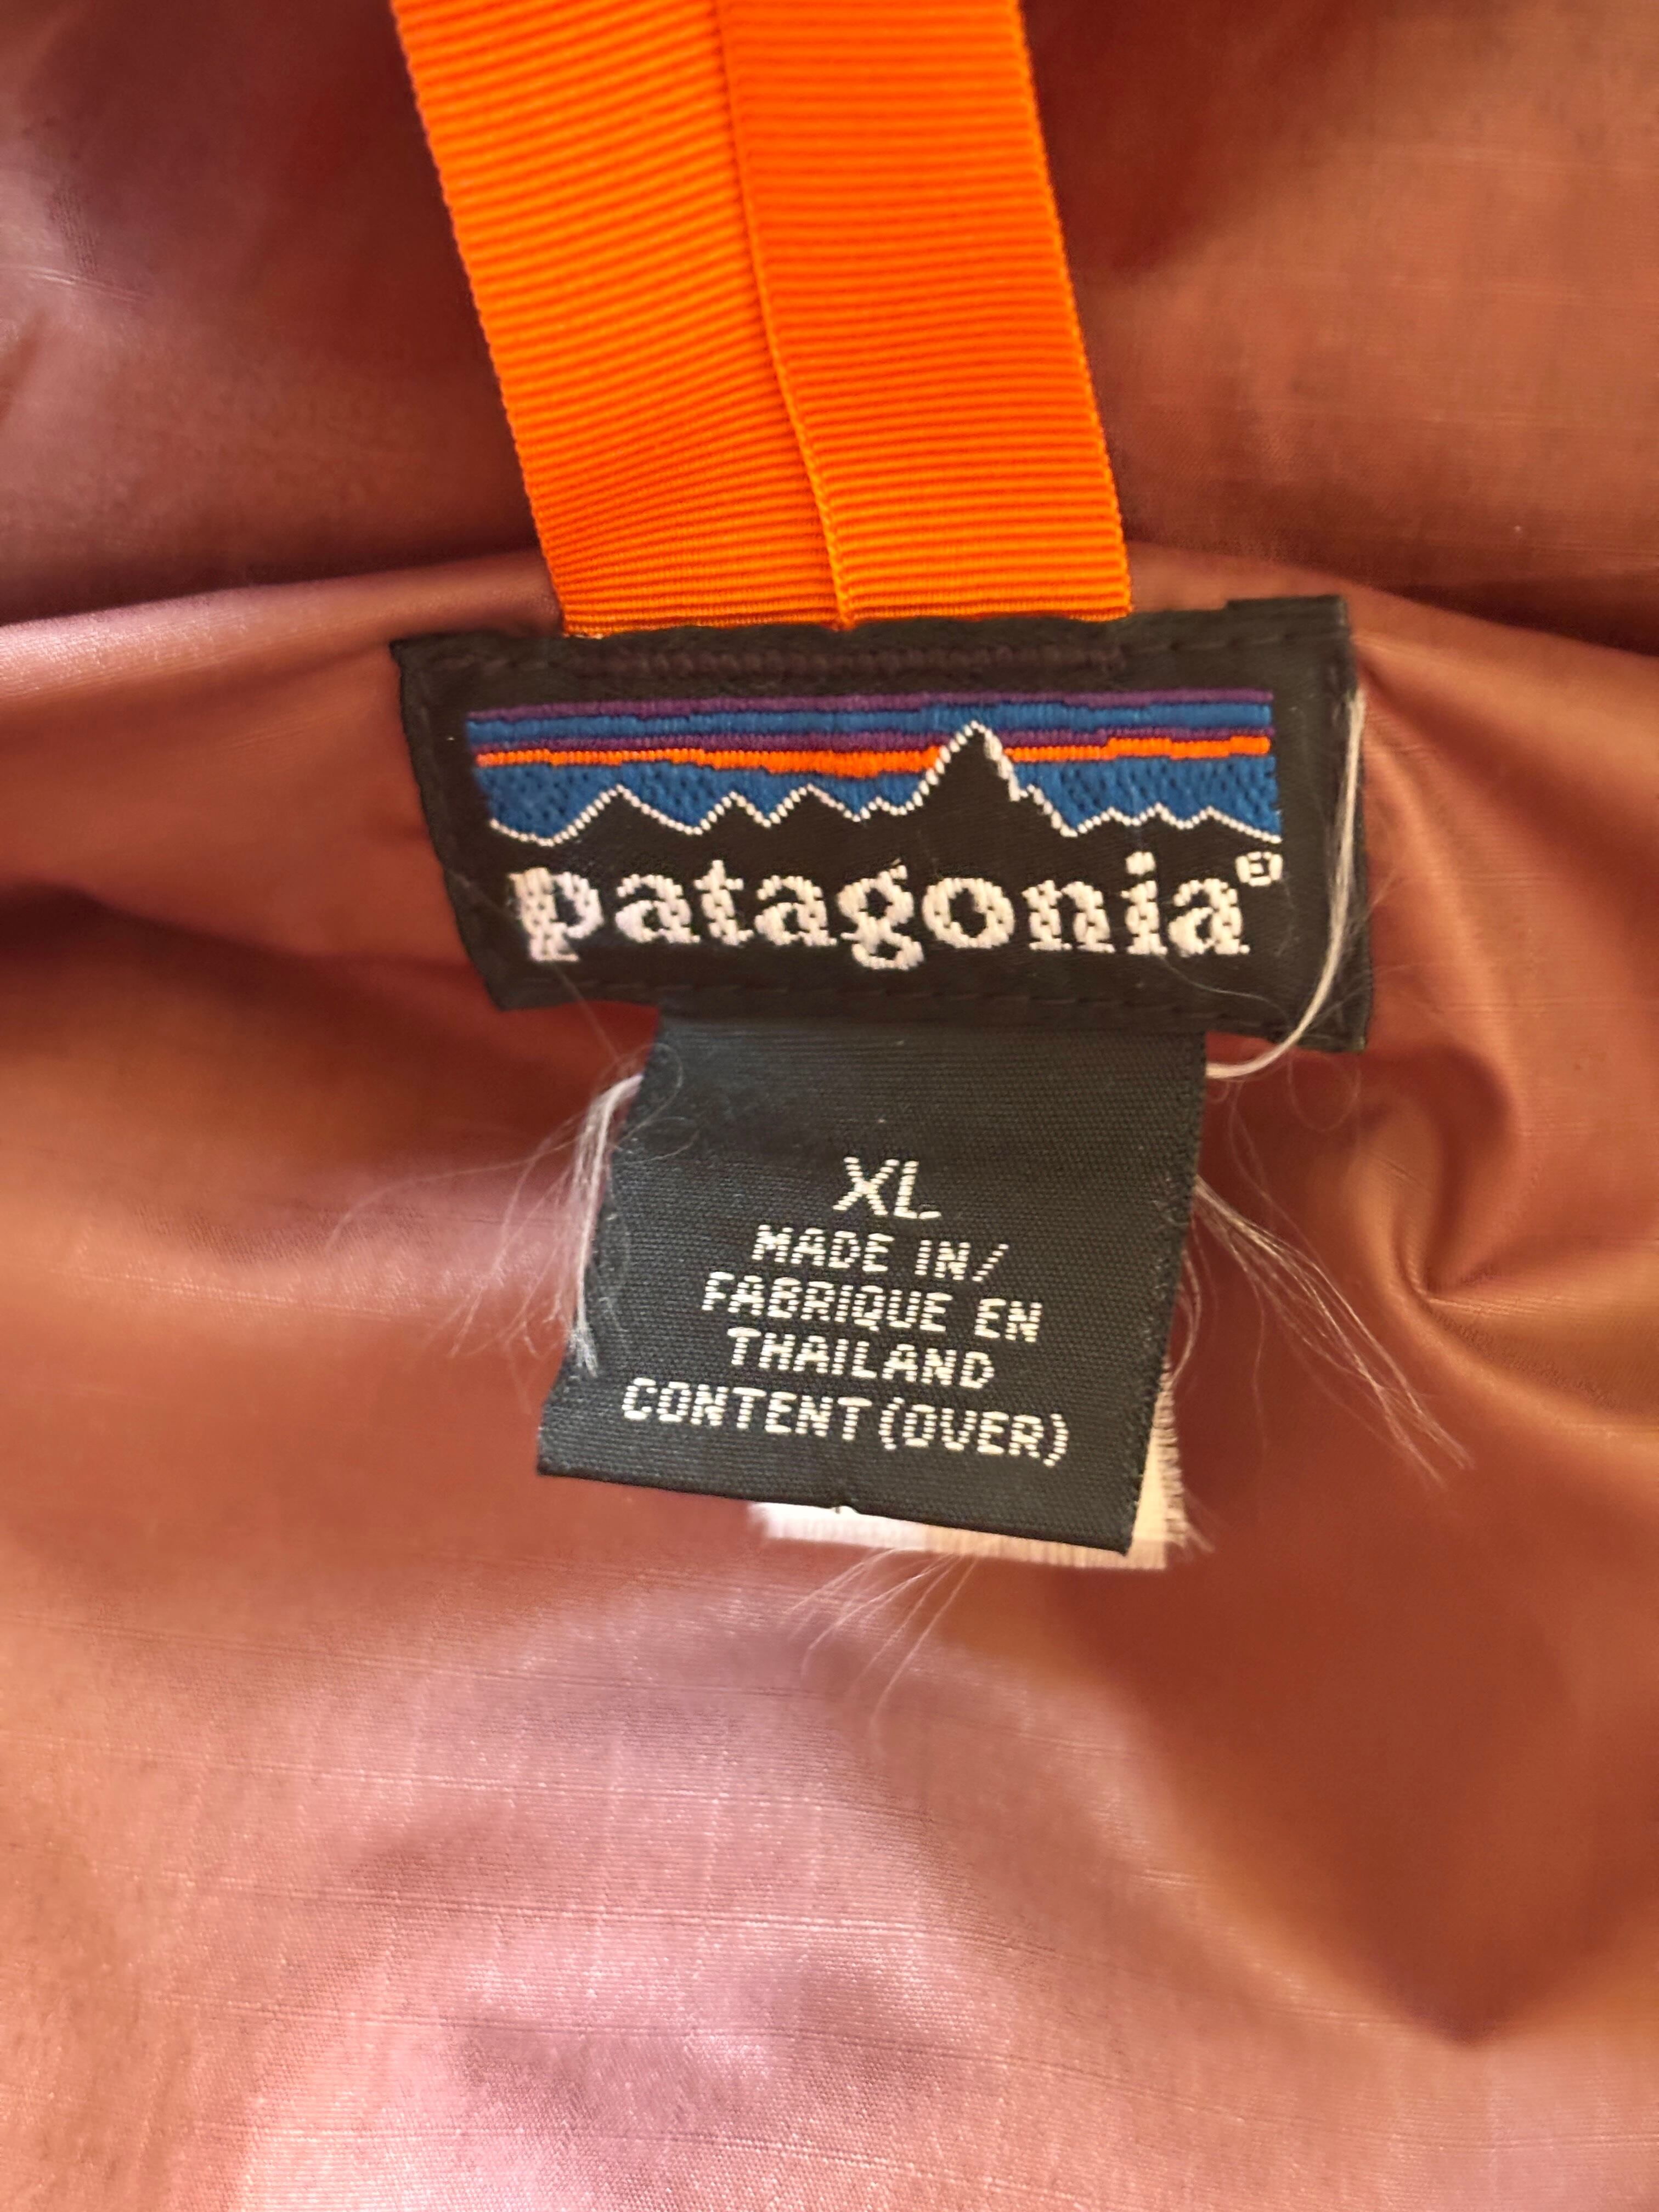 patagonia®
XL
MADE IN/
FABRIQUE EN
THAILAND
CONTENT (OVER)